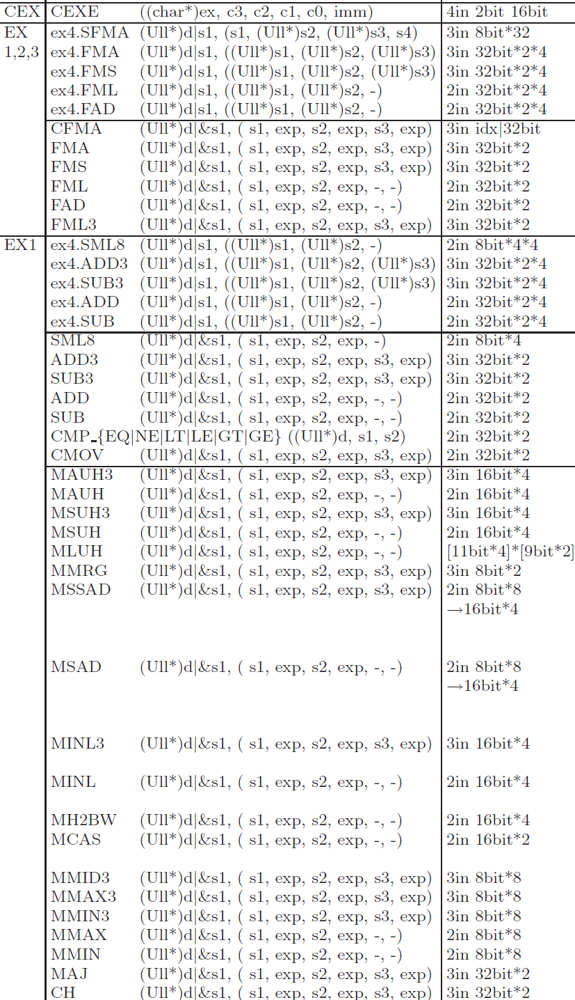 CEX CEXE ((char*)ex, c3, c2, c1, c0, imm) 4in 2bit 16bit
EX ex4.SFMA (Ull*)d|s1, (s1, (Ull*)s2, (Ull*)s3, s4) 3in 8bit*32
1,2,3 ex4.FMA (Ull*)d|s1, ((Ull*)s1, (Ull*)s2, (Ull*)s3) 3in 32bit*2*4
ex4.FMS (Ull*)d|s1, ((Ull*)s1, (Ull*)s2, (Ull*)s3) 3in 32bit*2*4
ex4.FML (Ull*)d|s1, ((Ull*)s1, (Ull*)s2, -) 2in 32bit*2*4
ex4.FAD (Ull*)d|s1, ((Ull*)s1, (Ull*)s2, -) 2in 32bit*2*4
CFMA (Ull*)d|&s1, ( s1, exp, s2, exp, s3, exp) 3in idx|32bit
FMA (Ull*)d|&s1, ( s1, exp, s2, exp, s3, exp) 3in 32bit*2
FMS (Ull*)d|&s1, ( s1, exp, s2, exp, s3, exp) 3in 32bit*2
FML (Ull*)d|&s1, ( s1, exp, s2, exp, -, -) 2in 32bit*2
FAD (Ull*)d|&s1, ( s1, exp, s2, exp, -, -) 2in 32bit*2
FML3 (Ull*)d|&s1, ( s1, exp, s2, exp, s3, exp) 3in 32bit*2
EX1 ex4.SML8 (Ull*)d|s1, ((Ull*)s1, (Ull*)s2, -) 2in 8bit*4*4
ex4.ADD3 (Ull*)d|s1, ((Ull*)s1, (Ull*)s2, (Ull*)s3) 3in 32bit*2*4
ex4.SUB3 (Ull*)d|s1, ((Ull*)s1, (Ull*)s2, (Ull*)s3) 3in 32bit*2*4
ex4.ADD (Ull*)d|s1, ((Ull*)s1, (Ull*)s2, -) 2in 32bit*2*4
ex4.SUB (Ull*)d|s1, ((Ull*)s1, (Ull*)s2, -) 2in 32bit*2*4
SML8 (Ull*)d|&s1, ( s1, exp, s2, exp, -) 2in 8bit*4
ADD3 (Ull*)d|&s1, ( s1, exp, s2, exp, s3, exp) 3in 32bit*2
SUB3 (Ull*)d|&s1, ( s1, exp, s2, exp, s3, exp) 3in 32bit*2
ADD (Ull*)d|&s1, ( s1, exp, s2, exp, -, -) 2in 32bit*2
SUB (Ull*)d|&s1, ( s1, exp, s2, exp, -, -) 2in 32bit*2
CMP_{EQ|NE|LT|LE|GT|GE} ((Ull*)d, s1, s2) 2in 32bit*2
CMOV (Ull*)d|&s1, ( s1, exp, s2, exp, s3, exp) 2in 32bit*2
MAUH3 (Ull*)d|&s1, ( s1, exp, s2, exp, s3, exp) 3in 16bit*4
MAUH (Ull*)d|&s1, ( s1, exp, s2, exp, -, -) 2in 16bit*4
MSUH3 (Ull*)d|&s1, ( s1, exp, s2, exp, s3, exp) 3in 16bit*4
MSUH (Ull*)d|&s1, ( s1, exp, s2, exp, -, -) 2in 16bit*4
MLUH (Ull*)d|&s1, ( s1, exp, s2, exp, -, -) [11bit*4]*[9bit*2]
MMRG (Ull*)d|&s1, ( s1, exp, s2, exp, s3, exp) 3in 8bit*2
MSSAD (Ull*)d|&s1, ( s1, exp, s2, exp, s3, exp) 2in 8bit*8
→16bit*4
MSAD (Ull*)d|&s1, ( s1, exp, s2, exp, -, -) 2in 8bit*8
→16bit*4
MINL3 (Ull*)d|&s1, ( s1, exp, s2, exp, s3, exp) 3in 16bit*4
MINL (Ull*)d|&s1, ( s1, exp, s2, exp, -, -) 2in 16bit*4
MH2BW (Ull*)d|&s1, ( s1, exp, s2, exp, -, -) 2in 16bit*4
MCAS (Ull*)d|&s1, ( s1, exp, s2, exp, -, -) 2in 16bit*2
MMID3 (Ull*)d|&s1, ( s1, exp, s2, exp, s3, exp) 3in 8bit*8
MMAX3 (Ull*)d|&s1, ( s1, exp, s2, exp, s3, exp) 3in 8bit*8
MMIN3 (Ull*)d|&s1, ( s1, exp, s2, exp, s3, exp) 3in 8bit*8
MMAX (Ull*)d|&s1, ( s1, exp, s2, exp, -, -) 2in 8bit*8
MMIN (Ull*)d|&s1, ( s1, exp, s2, exp, -, -) 2in 8bit*8
MAJ (Ull*)d|&s1, ( s1, exp, s2, exp, s3, exp) 3in 32bit*2
CH (Ull*)d|&s1, ( s1, exp, s2, exp, s3, exp) 3in 32bit*2